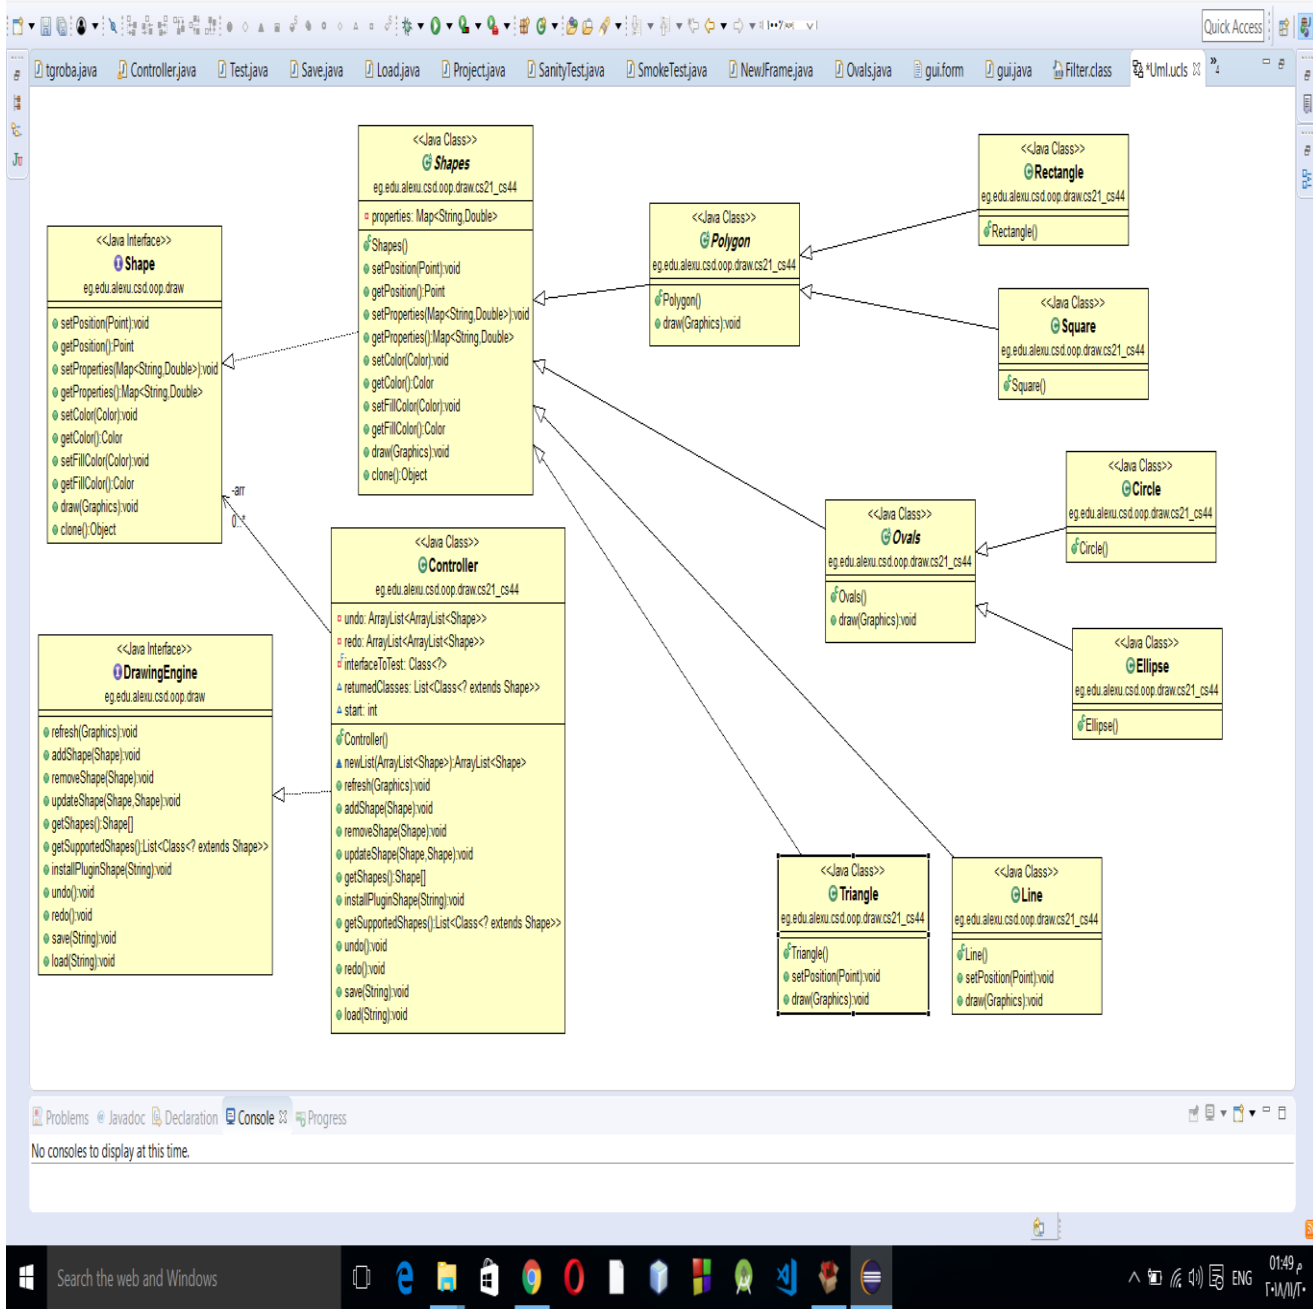 Quick Access
tgroba.java
Controller.java
Test.java
Save.java
Load.java
Project.java
SanityTest.java
SmokeTest.java
NewJFrame.java
Ovals.java
gui.form
gui.java
Filter.class
*Uml.ucls
»4
<<Java Interface>>
Shape
eg.edu.alexu.csd.oop.draw
setPosition(Point):void
getPosition():Point
setProperties(Map<String,Double>):void
getProperties():Map<String,Double>
setColor(Color):void
getColor():Color
setFillColor(Color):void
getFillColor():Color
draw(Graphics):void
clone():Object
<<Java Class>>
Shapes
eg.edu.alexu.csd.oop.draw.cs21_cs44
properties: Map<String,Double>
Shapes()
setPosition(Point):void
getPosition():Point
setProperties(Map<String,Double>):void
getProperties():Map<String,Double>
setColor(Color):void
getColor():Color
setFillColor(Color):void
getFillColor():Color
draw(Graphics):void
clone():Object
<<Java Class>>
Polygon
eg.edu.alexu.csd.oop.draw.cs21_cs44
Polygon()
draw(Graphics):void
<<Java Class>>
Rectangle
eg.edu.alexu.csd.oop.draw.cs21_cs44
Rectangle()
<<Java Class>>
Square
eg.edu.alexu.csd.oop.draw.cs21_cs44
Square()
-arr
0..*
<<Java Interface>>
DrawingEngine
eg.edu.alexu.csd.oop.draw
refresh(Graphics):void
addShape(Shape):void
removeShape(Shape):void
updateShape(Shape,Shape):void
getShapes():Shape[]
getSupportedShapes():List<Class<? extends Shape>>
installPluginShape(String):void
undo():void
redo():void
save(String):void
load(String):void
<<Java Class>>
Controller
eg.edu.alexu.csd.oop.draw.cs21_cs44
undo: ArrayList<ArrayList<Shape>>
redo: ArrayList<ArrayList<Shape>>
interfaceToTest: Class<?>
returnedClasses: List<Class<? extends Shape>>
start: int
Controller()
newList(ArrayList<Shape>):ArrayList<Shape>
refresh(Graphics):void
addShape(Shape):void
removeShape(Shape):void
updateShape(Shape,Shape):void
getShapes():Shape[]
installPluginShape(String):void
getSupportedShapes():List<Class<? extends Shape>>
undo():void
redo():void
save(String):void
load(String):void
<<Java Class>>
Ovals
eg.edu.alexu.csd.oop.draw.cs21_cs44
Ovals()
draw(Graphics):void
<<Java Class>>
Circle
eg.edu.alexu.csd.oop.draw.cs21_cs44
Circle()
<<Java Class>>
Ellipse
eg.edu.alexu.csd.oop.draw.cs21_cs44
Ellipse()
<<Java Class>>
Triangle
eg.edu.alexu.csd.oop.draw.cs21_cs44
Triangle()
setPosition(Point):void
draw(Graphics):void
<<Java Class>>
Line
eg.edu.alexu.csd.oop.draw.cs21_cs44
Line()
setPosition(Point):void
draw(Graphics):void
Problems
@ Javadoc
Declaration
Console
Progress
No consoles to display at this time.
Search the web and Windows
ENG
01:49 م
٢٠١٨/١١/٢٠